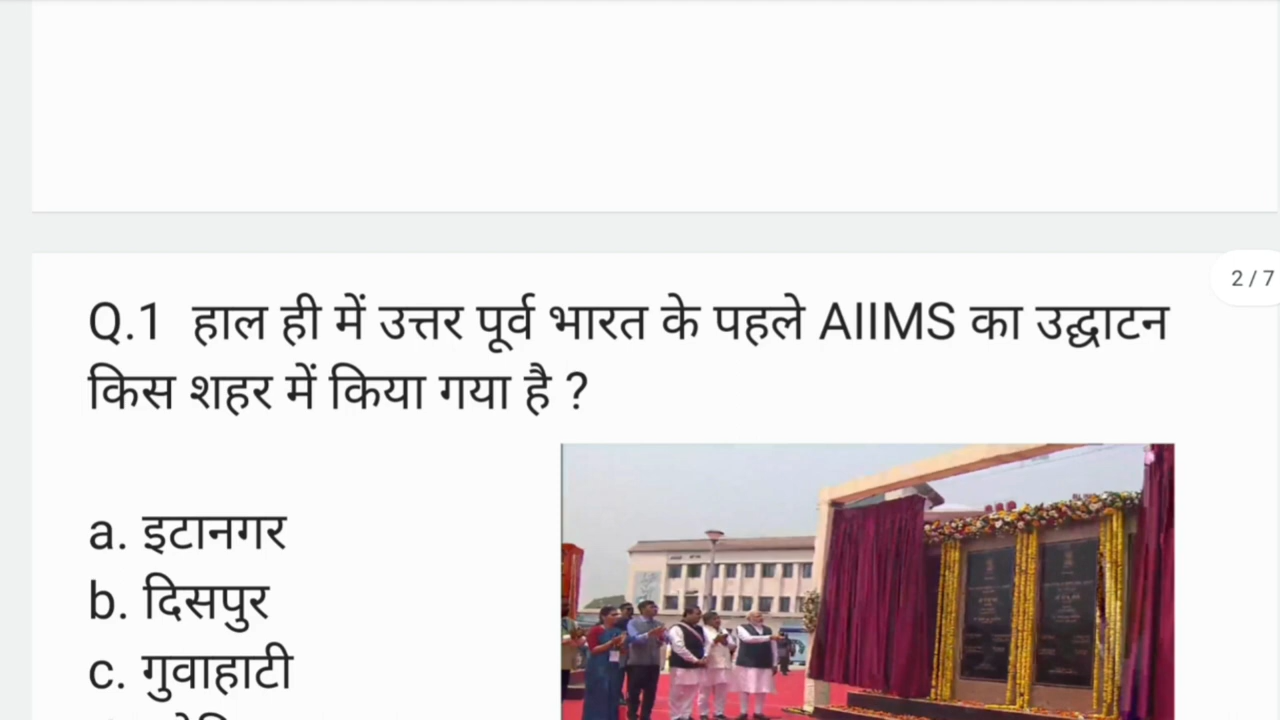 2/7
Q.1 हाल ही में उत्तर पूर्व भारत के पहले AIIMS का उद्घाटन
किस शहर में किया गया है ?
a. इटानगर
b. दिसपुर
c. गुवाहाटी